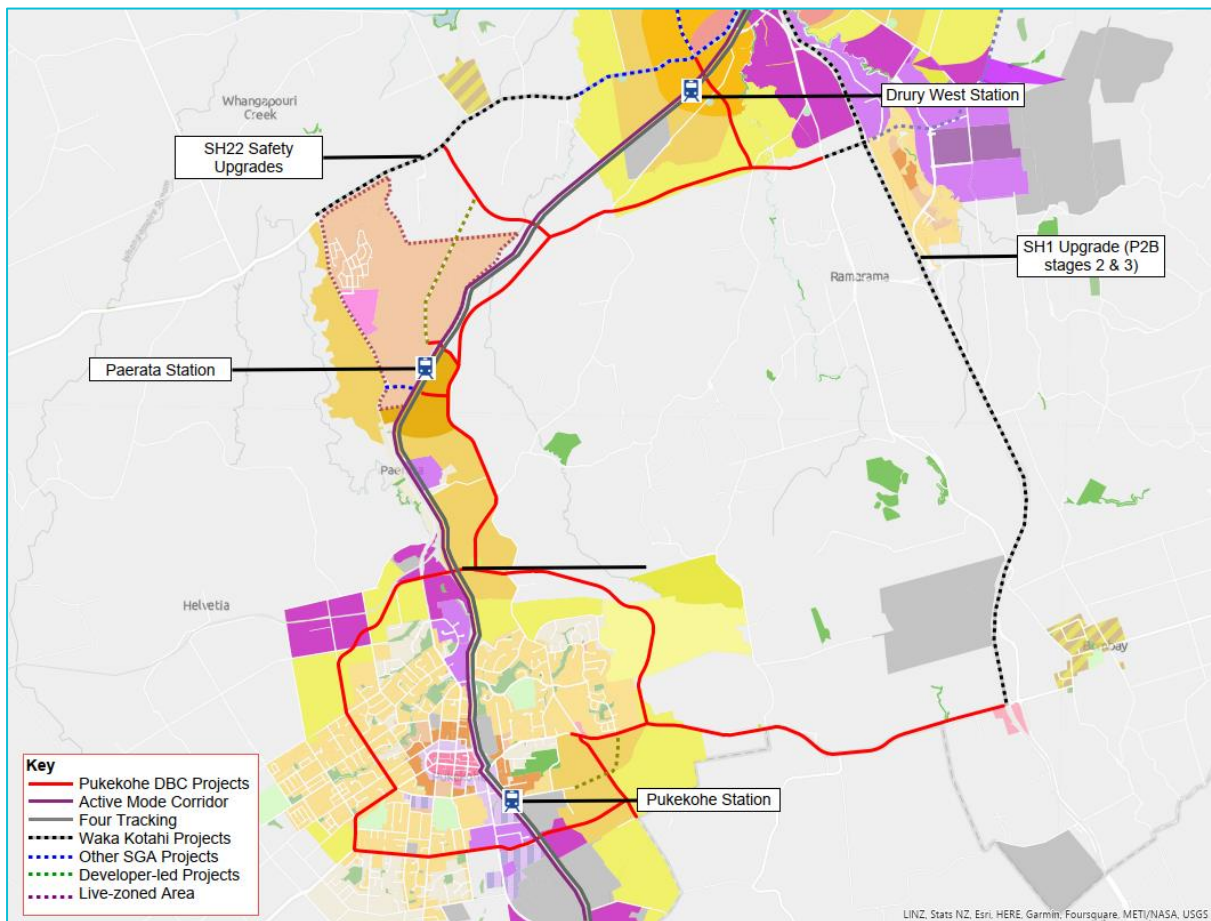 Whangapouri
Creek
Drury West Station
SH22 Safety
Upgrades
SH1 Upgrade (P2B
stages 2 & 3)
Ramarama
Paerata Station
Paerata
Helvetia
Bombay
Pukekohe Station
Key
Pukekohe DBC Projects
Active Mode Corridor
Four Tracking
Waka Kotahi Projects
Other SGA Projects
Developer-led Projects
Live-zoned Area
LINZ, Stats NZ, Esri, HERE, Garmin, Foursquare, METI/NASA, USGS